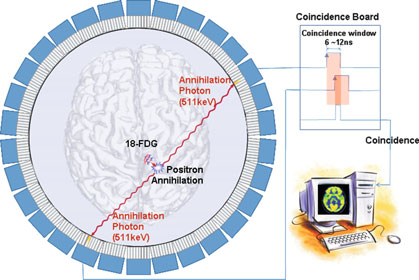 Coincidence Board
Coincidence window
6 ~12ns
Annihilation
Photon
(511keV)
18-FDG
Positron
Annihilation
Coincidence
Annihilation
Photon
(511keV)